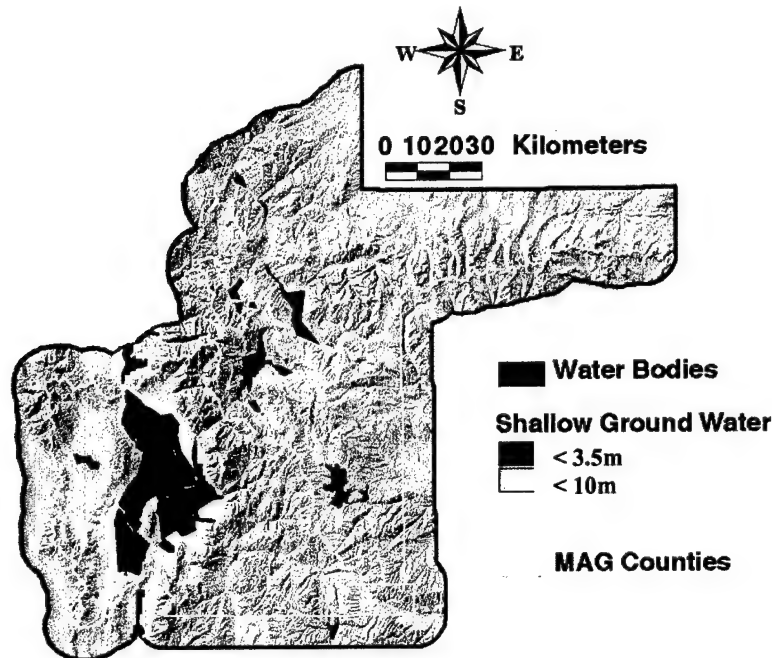 W E
S
0 102030 Kilometers
Water Bodies
Shallow Ground Water
< 3.5m
< 10m
MAG Counties